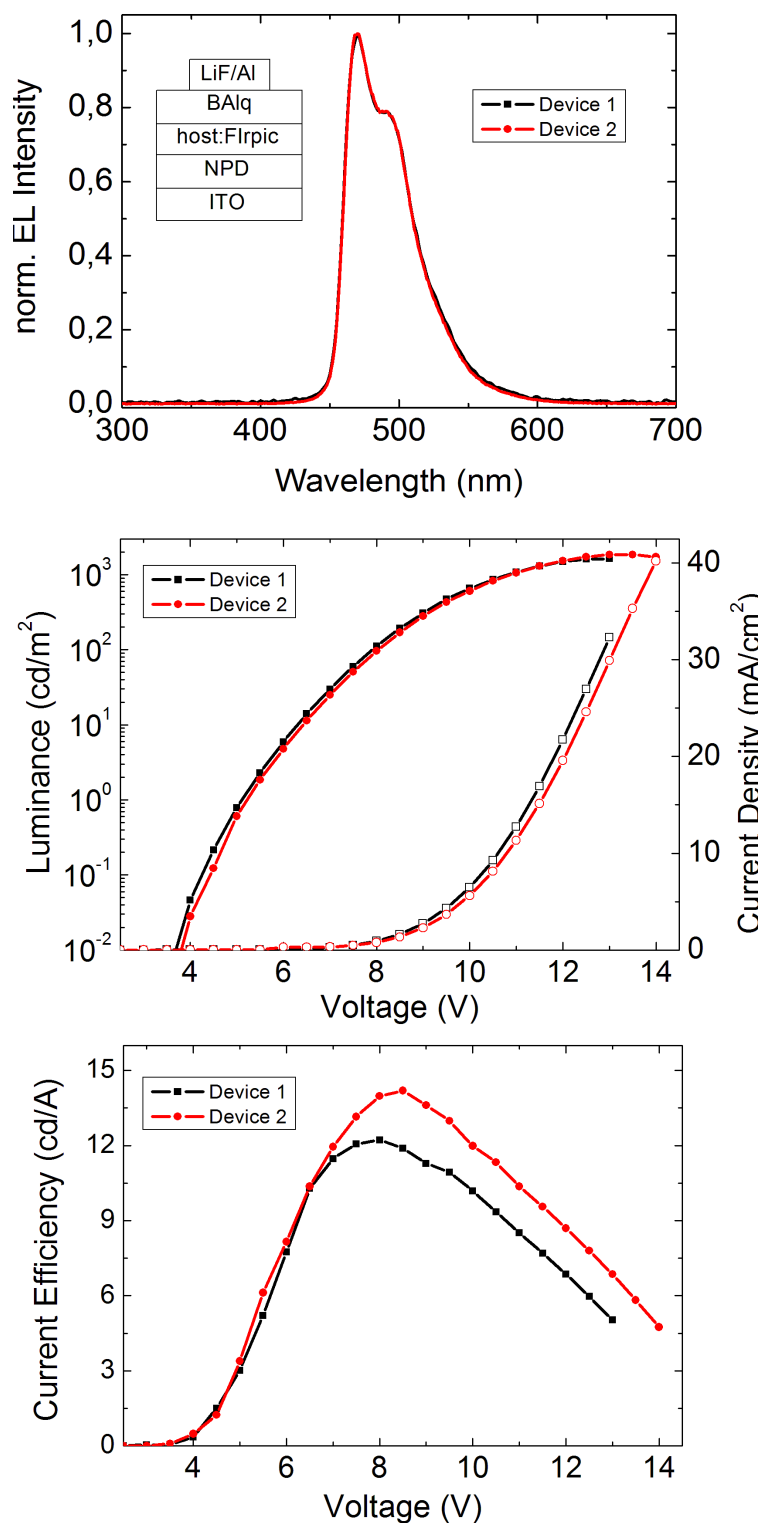 1,0
0,8
0,6
0,4
0,2
0,0
norm. EL Intensity
LiF/Al
BAlq
host:FIrpic
NPD
ITO
Device 1
Device 2
300 400 500 600 700
Wavelength (nm)
10³
10²
10¹
10⁰
10⁻¹
10⁻²
Luminance (cd/m²)
Device 1
Device 2
40
30
20
10
0
Current Density (mA/cm²)
4 6 8 10 12 14
Voltage (V)
15
12
9
6
3
0
Current Efficiency (cd/A)
Device 1
Device 2
4 6 8 10 12 14
Voltage (V)